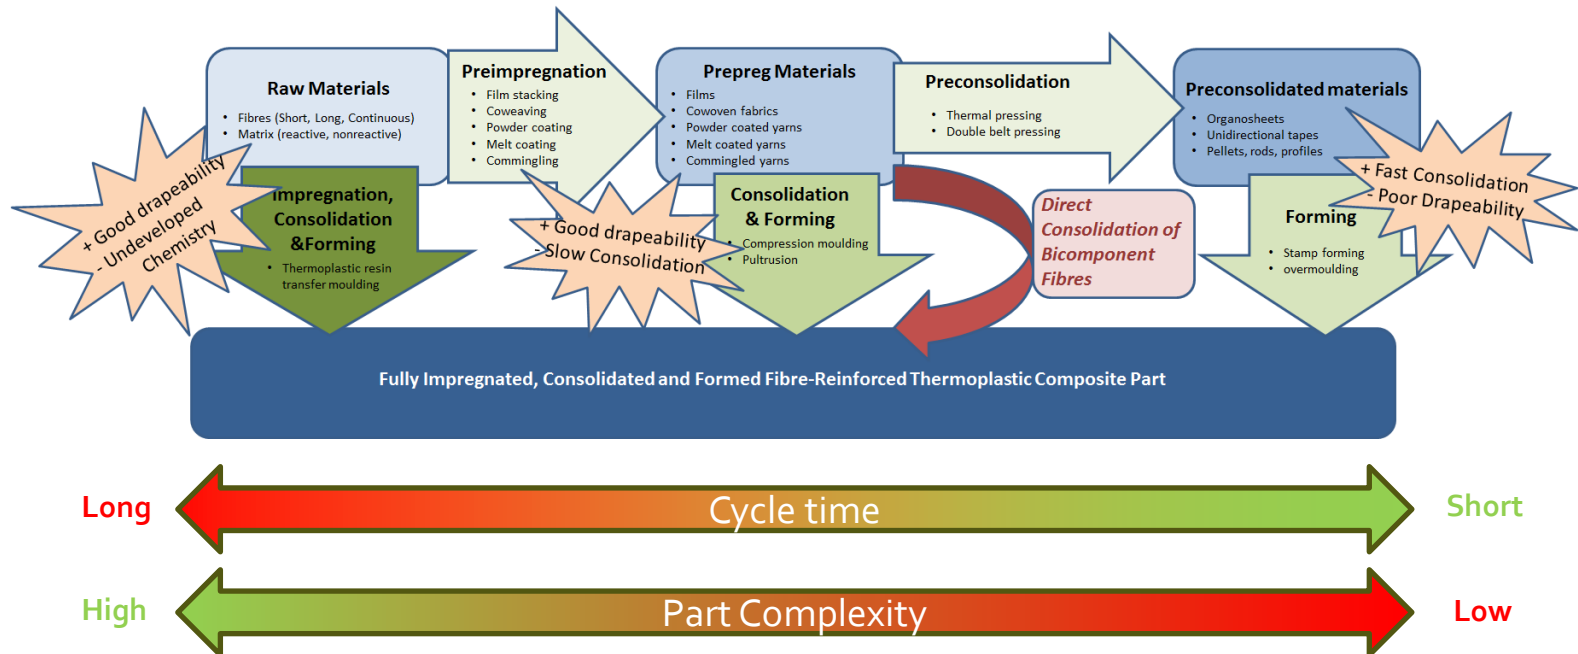 Raw Materials
• Fibres (Short, Long, Continuous)
• Matrix (reactive, nonreactive)
Preimpregnation
• Film stacking
• Coweaving
• Powder coating
• Melt coating
• Commingling
Prepreg Materials
• Films
• Cowoven fabrics
• Powder coated yarns
• Melt coated yarns
• Commingled yarns
Preconsolidation
• Thermal pressing
• Double belt pressing
Preconsolidated materials
• Organosheets
• Unidirectional tapes
• Pellets, rods, profiles
+ Good drapeability
- Undeveloped
Chemistry
Impregnation,
Consolidation
&Forming
• Thermoplastic resin
transfer moulding
+ Good drapeability
- Slow Consolidation
Consolidation
& Forming
• Compression moulding
• Pultrusion
Direct
Consolidation of
Bicomponent
Fibres
Forming
• Stamp forming
• overmoulding
+ Fast Consolidation
- Poor Drapeability
Fully Impregnated, Consolidated and Formed Fibre-Reinforced Thermoplastic Composite Part
Long
Cycle time
Short
High
Part Complexity
Low